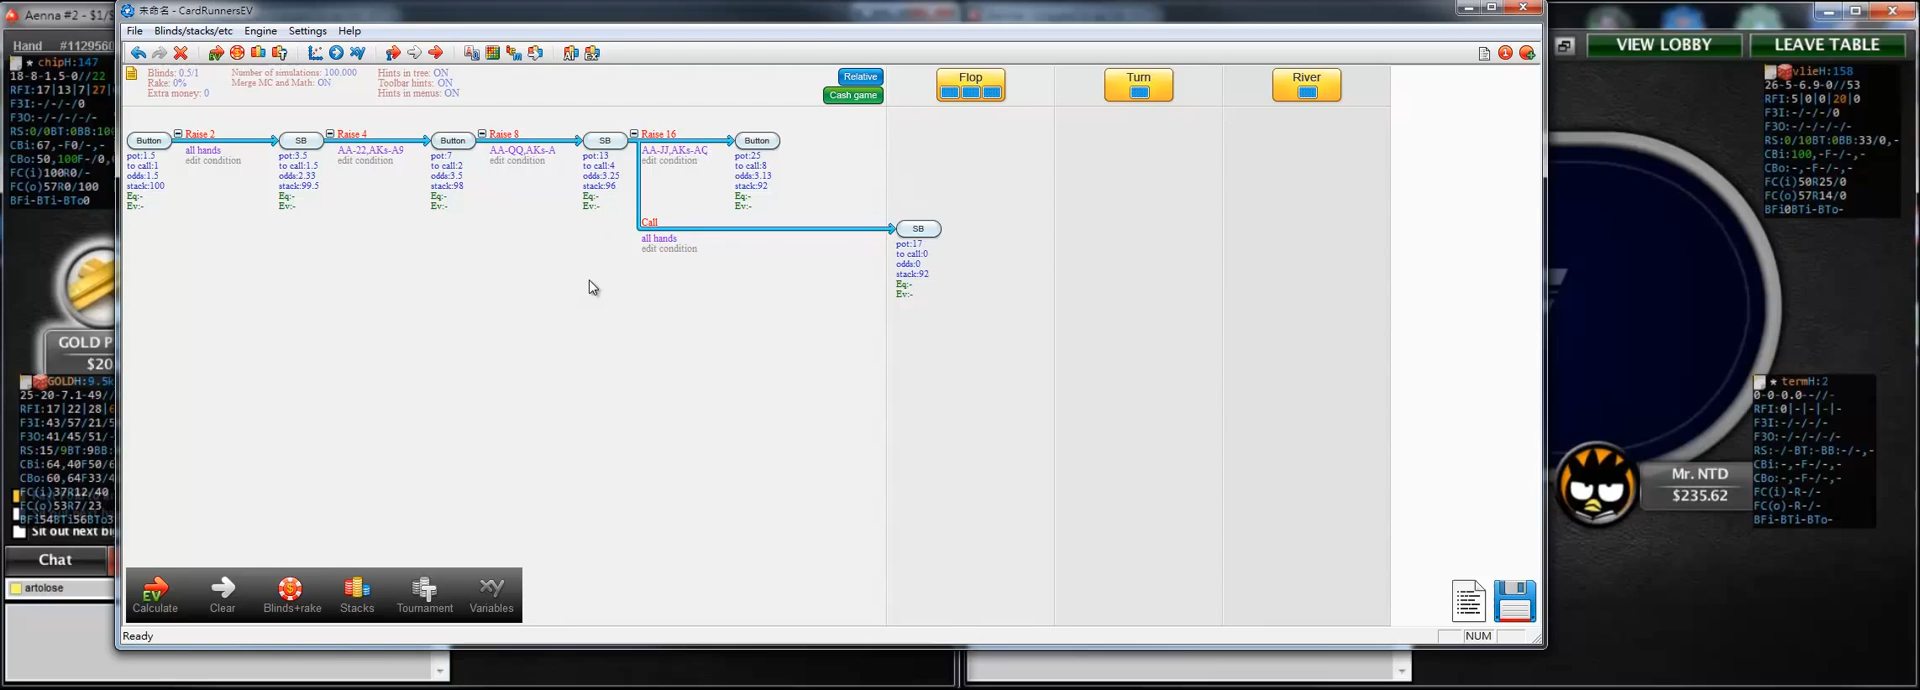 Aenna #2 - $1/$
未命名 - CardRunnersEV
File Blinds/stacks/etc Engine Settings Help
VIEW LOBBY LEAVE TABLE
Hand #1129560
★ chipH:147
18-8-1.5-0//22
RFI:17|13|7|27|
F3I:-/-/-/0
F3O:-/-/-/-
RS:0/0BT:0BB:100
CBi:67,-F/-,-
CBo:50,100F-/0,
FC(i)100R0/-
FC(o)57R0/100
BFi-BTi-BTo0
GOLD P
$20
GOLDH:9.5k
25-20-7.1-49//
RFI:17|22|28|
F3I:43/57/21/5
F3O:41/45/51/-
RS:15/9BT:9BB:
CBi:64,40F50/6
CBo:60,64F33/4
FC(i)37R12/40
FC(o)53R7/23
BFi54BTi56BTo3
Sit out next bl
Chat
artolose
Blinds: 0.5/1
Rake: 0%
Extra money: 0
Number of simulations: 100.000
Merge MC and Math: ON
Hints in tree: ON
Toolbar hints: ON
Hints in menus: ON
Relative
Cash game
Flop
Turn
River
Button
pot:1.5
to call:1
odds:1.5
stack:100
Eq:-
Ev:-
Raise 2
all hands
edit condition
SB
pot:3.5
to call:1.5
odds:2.33
stack:99.5
Eq:-
Ev:-
Raise 4
AA-22,AKs-A9
edit condition
Button
pot:7
to call:2
odds:3.5
stack:98
Eq:-
Ev:-
Raise 8
AA-QQ,AKs-A
edit condition
SB
pot:13
to call:4
odds:3.25
stack:96
Eq:-
Ev:-
Raise 16
AA-JJ,AKs-AQ
edit condition
Button
pot:25
to call:8
odds:3.13
stack:92
Eq:-
Ev:-
Call
all hands
edit condition
SB
pot:17
to call:0
odds:0
stack:92
Eq:-
Ev:-
EV
Calculate Clear Blinds+rake Stacks Tournament Variables
Ready
NUM
vlieH:158
26-5-6.9-0//53
RFI:5|0|0|20|0
F3I:-/-/-/-
F3O:-/-/-/-
RS:0/0BT:0BB:33/0,-
CBi:100,-F/-,-
CBo:-,-F/-,-
FC(i)50R25/0
FC(o)57R14/0
BFi0BTi-BTo-
★ termH:2
0-0-0.0--//-
RFI:0|-|-|-|-
F3I:-/-/-/-
F3O:-/-/-/-
RS:-/-BT:-BB:-/-,-
CBi:-,-F/-,-
CBo:-,-F/-,-
FC(i)-R-/-
FC(o)-R-/-
BFi-BTi-BTo-
Mr. NTD
$235.62